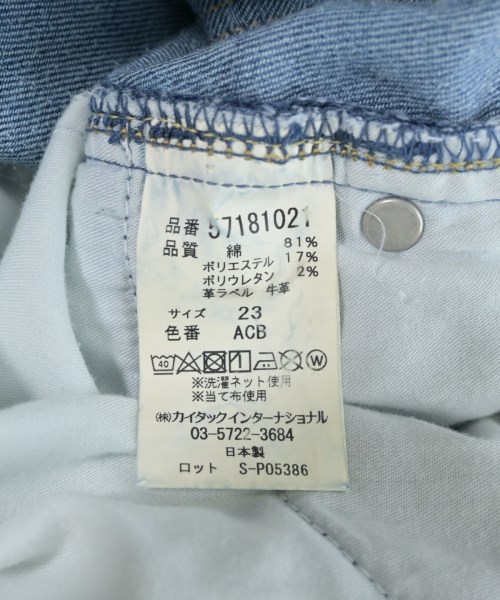 品番 57181021
品質 綿 81%
ポリエステル 17%
ポリウレタン 2%
革ラベル 牛革
サイズ 23
色番 ACB
40 W
※洗濯ネット使用
※当て布使用
㈱カイタックインターナショナル
03-5722-3684
日本製
ロット S-P05386